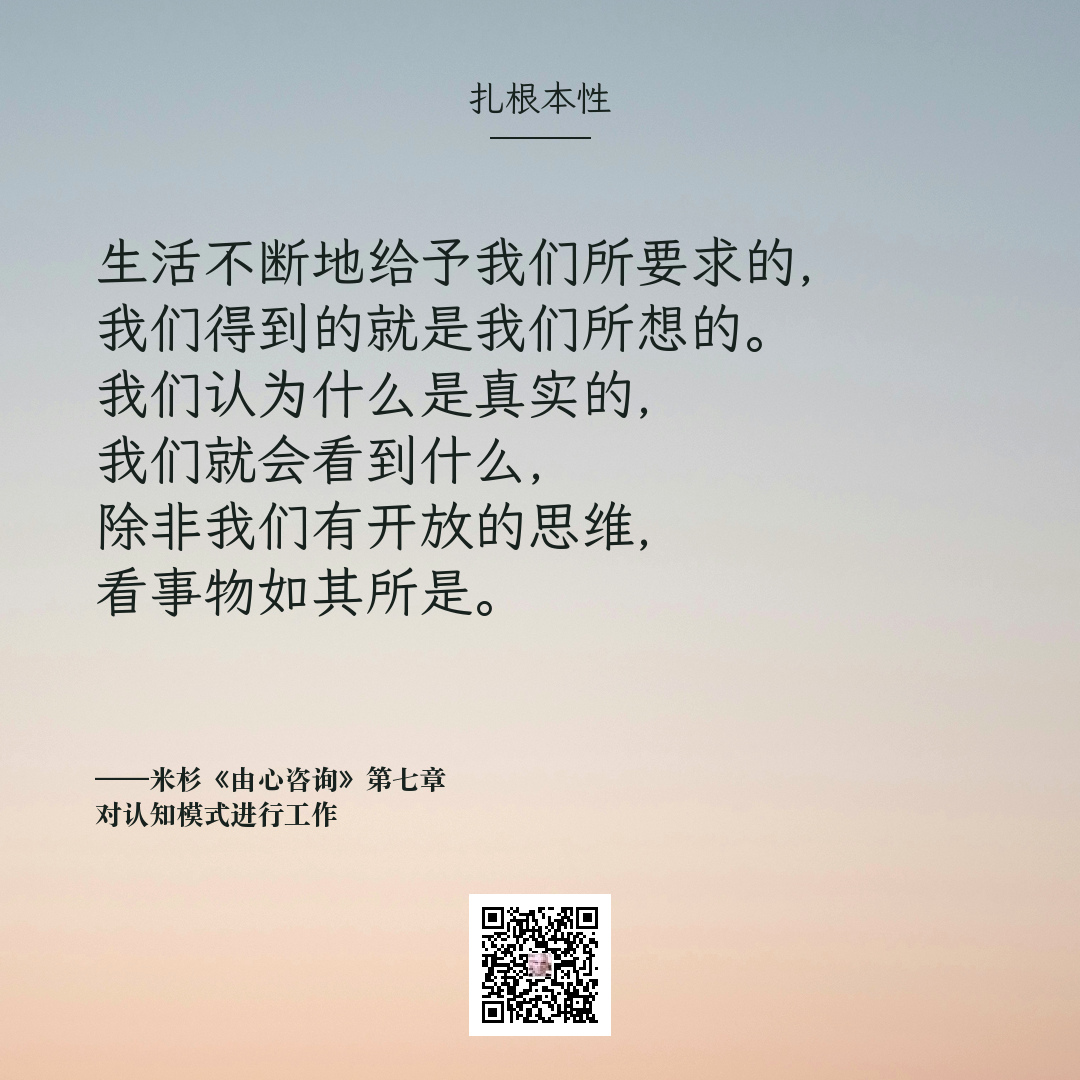 扎根本性
生活不断地给予我们所要求的,
我们得到的就是我们所想的。
我们认为什么是真实的,
我们就会看到什么,
除非我们有开放的思维,
看事物如其所是。
——米杉《由心咨询》第七章
对认知模式进行工作